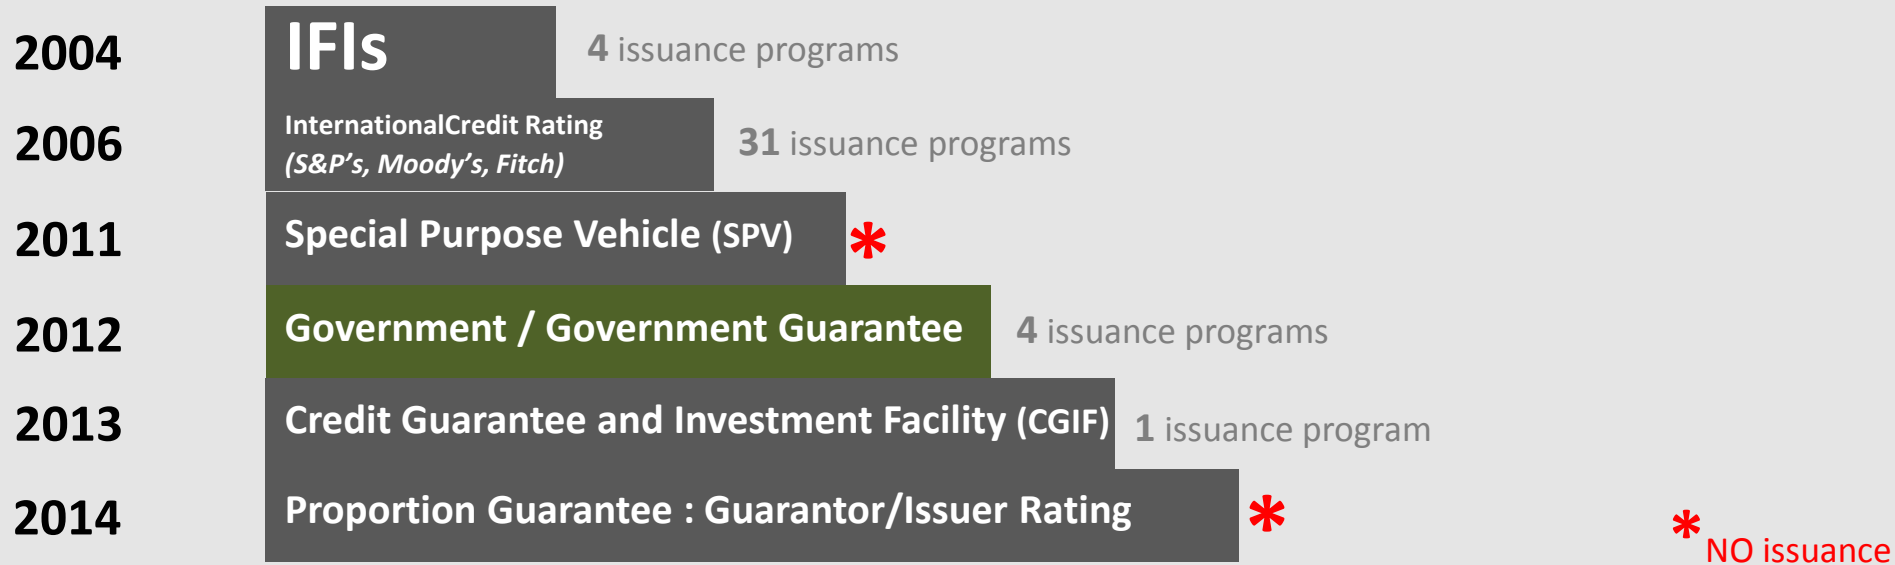 2004 IFIs 4 issuance programs
2006 InternationalCredit Rating
(S&P's, Moody's, Fitch) 31 issuance programs
2011 Special Purpose Vehicle (SPV) *
2012 Government / Government Guarantee 4 issuance programs
2013 Credit Guarantee and Investment Facility (CGIF) 1 issuance program
2014 Proportion Guarantee : Guarantor/Issuer Rating *
* NO issuance